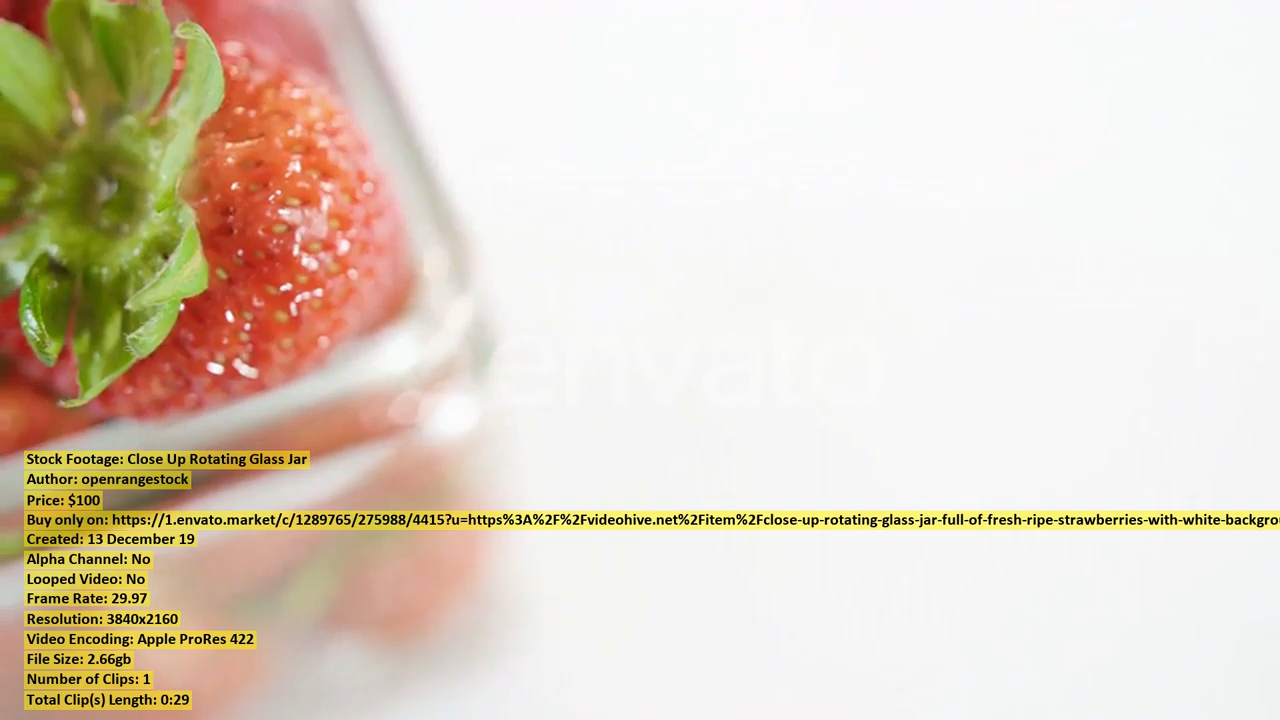 envato
Stock Footage: Close Up Rotating Glass Jar
Author: openrangestock
Price: $100
Buy only on: https://1.envato.market/c/1289765/275988/4415?u=https%3A%2F%2Fvideohive.net%2Fitem%2Fclose-up-rotating-glass-jar-full-of-fresh-ripe-strawberries-with-white-backgro
Created: 13 December 19
Alpha Channel: No
Looped Video: No
Frame Rate: 29.97
Resolution: 3840x2160
Video Encoding: Apple ProRes 422
File Size: 2.66gb
Number of Clips: 1
Total Clip(s) Length: 0:29